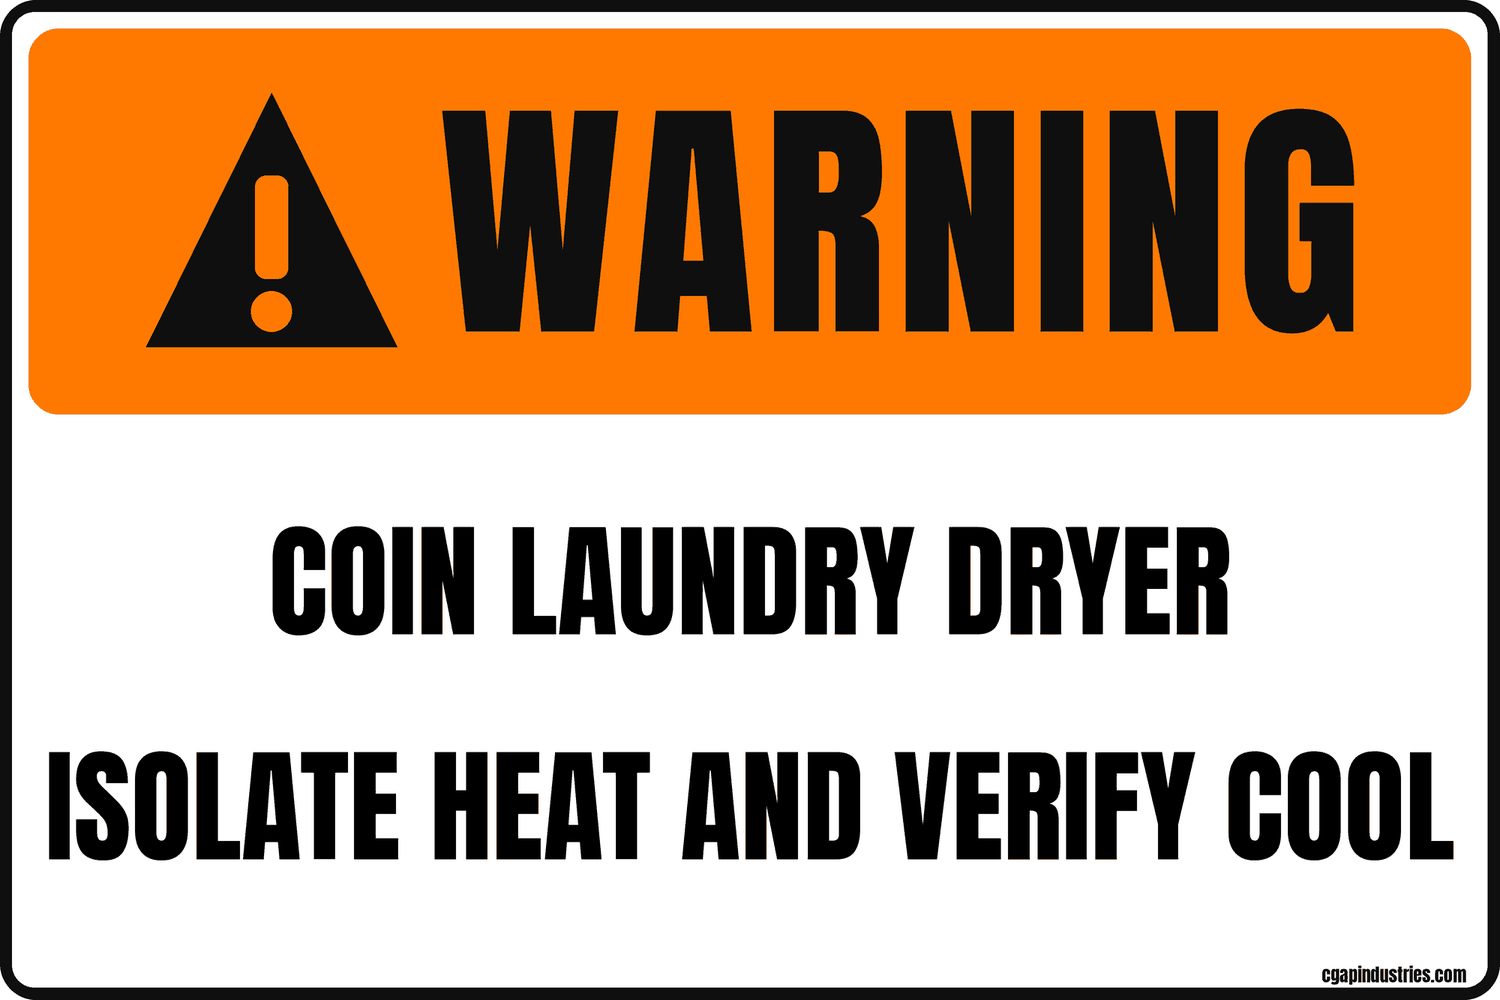 WARNING
COIN LAUNDRY DRYER
ISOLATE HEAT AND VERIFY COOL
cgapindustries.com